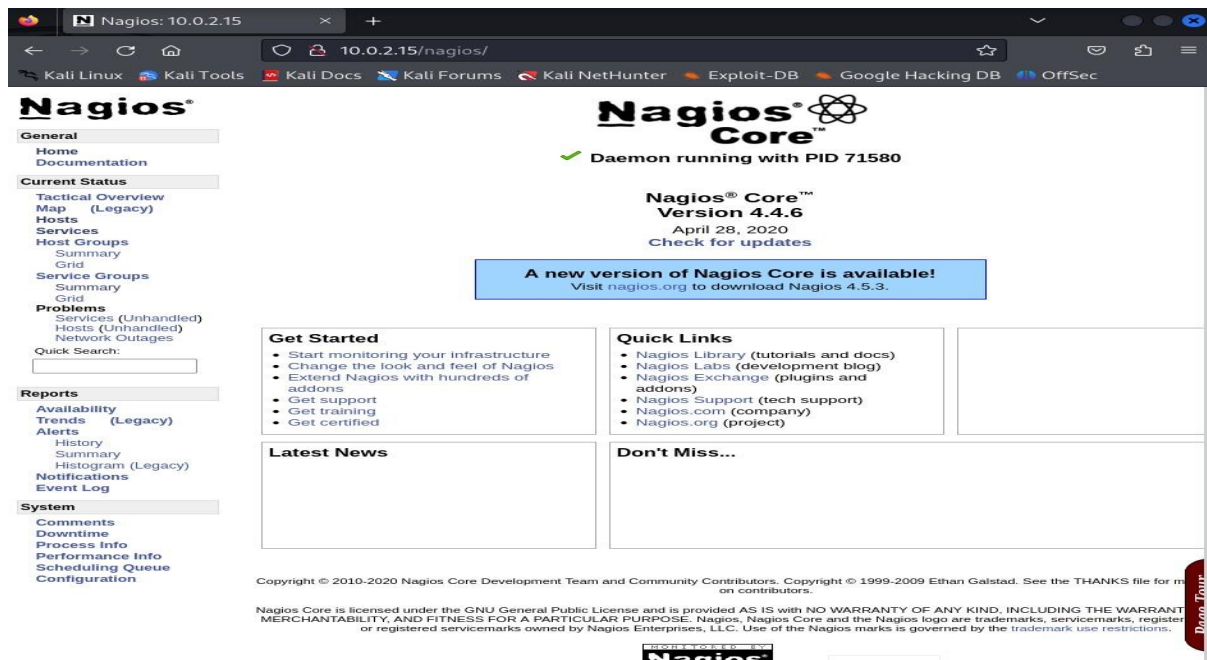 Nagios: 10.0.2.15
10.0.2.15/nagios/
Kali Linux Kali Tools Kali Docs Kali Forums Kali NetHunter Exploit-DB Google Hacking DB OffSec
Nagios®
General
Home
Documentation
Current Status
Tactical Overview
Map (Legacy)
Hosts
Services
Host Groups
Summary
Grid
Service Groups
Summary
Grid
Problems
Services (Unhandled)
Hosts (Unhandled)
Network Outages
Quick Search:
Reports
Availability
Trends (Legacy)
Alerts
History
Summary
Histogram (Legacy)
Notifications
Event Log
System
Comments
Downtime
Process Info
Performance Info
Scheduling Queue
Configuration
Nagios®
Core™
Daemon running with PID 71580
Nagios® Core™
Version 4.4.6
April 28, 2020
Check for updates
A new version of Nagios Core is available!
Visit nagios.org to download Nagios 4.5.3.
Get Started
Start monitoring your infrastructure
Change the look and feel of Nagios
Extend Nagios with hundreds of
addons
Get support
Get training
Get certified
Quick Links
Nagios Library (tutorials and docs)
Nagios Labs (development blog)
Nagios Exchange (plugins and
addons)
Nagios Support (tech support)
Nagios.com (company)
Nagios.org (project)
Latest News
Don't Miss...
Copyright © 2010-2020 Nagios Core Development Team and Community Contributors. Copyright © 1999-2009 Ethan Galstad. See the THANKS file for m
on contributors.
Nagios Core is licensed under the GNU General Public License and is provided AS IS with NO WARRANTY OF ANY KIND, INCLUDING THE WARRANT
MERCHANTABILITY, AND FITNESS FOR A PARTICULAR PURPOSE. Nagios, Nagios Core and the Nagios logo are trademarks, servicemarks, register
or registered servicemarks owned by Nagios Enterprises, LLC. Use of the Nagios marks is governed by the trademark use restrictions.
Page Tour
MONITORED BY
Nagios®